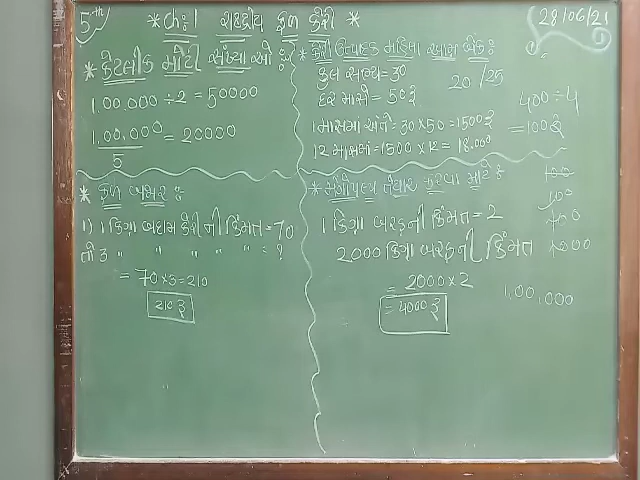 5th
* Ch:1 રાષ્ટ્રીય ફળ કેરી *
28/06/21
* કેટલીક મોટી સંખ્યાઓ :
1,00,000 ÷ 2 = 50000
1,00,000 = 20000
5
* ફળ બજાર :
1) 1 કિગ્રા બદામ કેરી ની કિંમત = 70
તો 3 " " " " " = ?
= 70 x 3 = 210
210 ₹
* ઉત્પાદક મહિમા આમ બેંક :
કુલ સભ્ય = 30
દર માસે = 50 ₹
1 માસમાં અંતે = 30 x 50 = 1500 ₹
12 માસમાં = 1500 x 12 = 18,000
20/25
400 ÷ 4
= 100 ₹
* તૈયાર કરવા માટે :
1 કિગ્રા બરફની કિંમત = 2
2000 કિગ્રા બરફની કિંમત
= 2000 x 2
= 4000 ₹
100
100
1,00,000